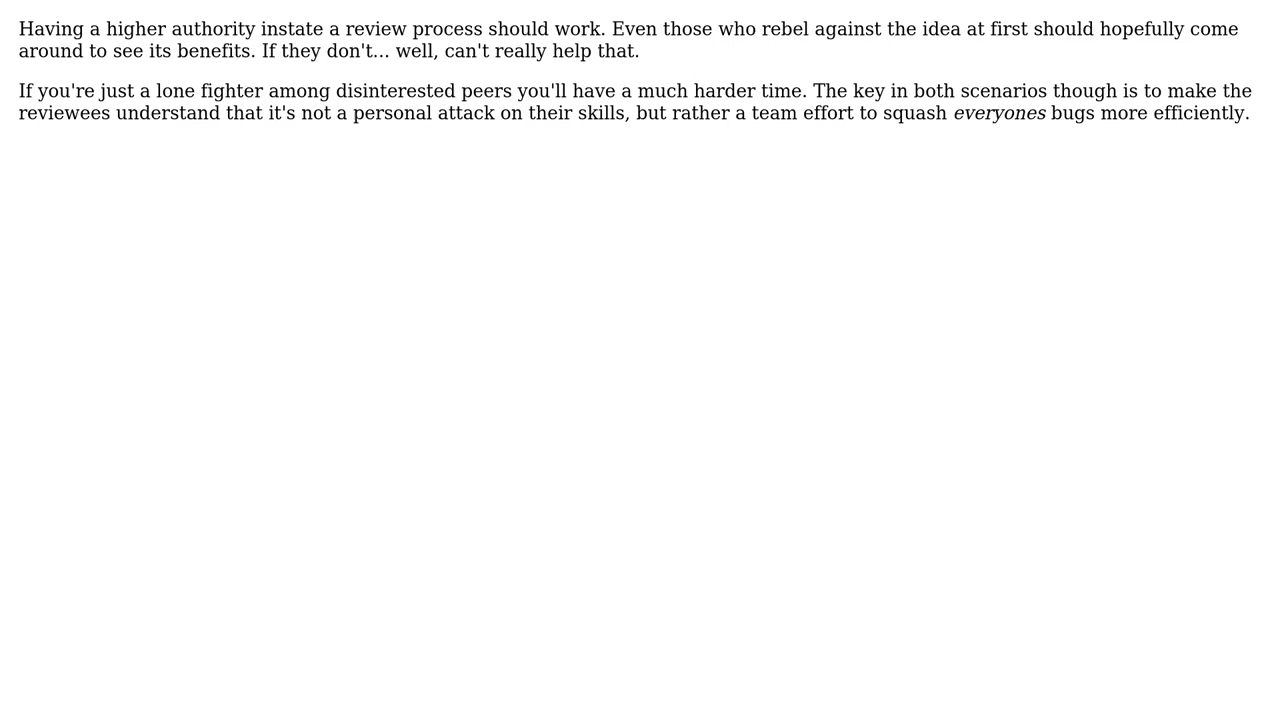 Having a higher authority instate a review process should work. Even those who rebel against the idea at first should hopefully come
around to see its benefits. If they don't... well, can't really help that.
If you're just a lone fighter among disinterested peers you'll have a much harder time. The key in both scenarios though is to make the
reviewees understand that it's not a personal attack on their skills, but rather a team effort to squash everyones bugs more efficiently.